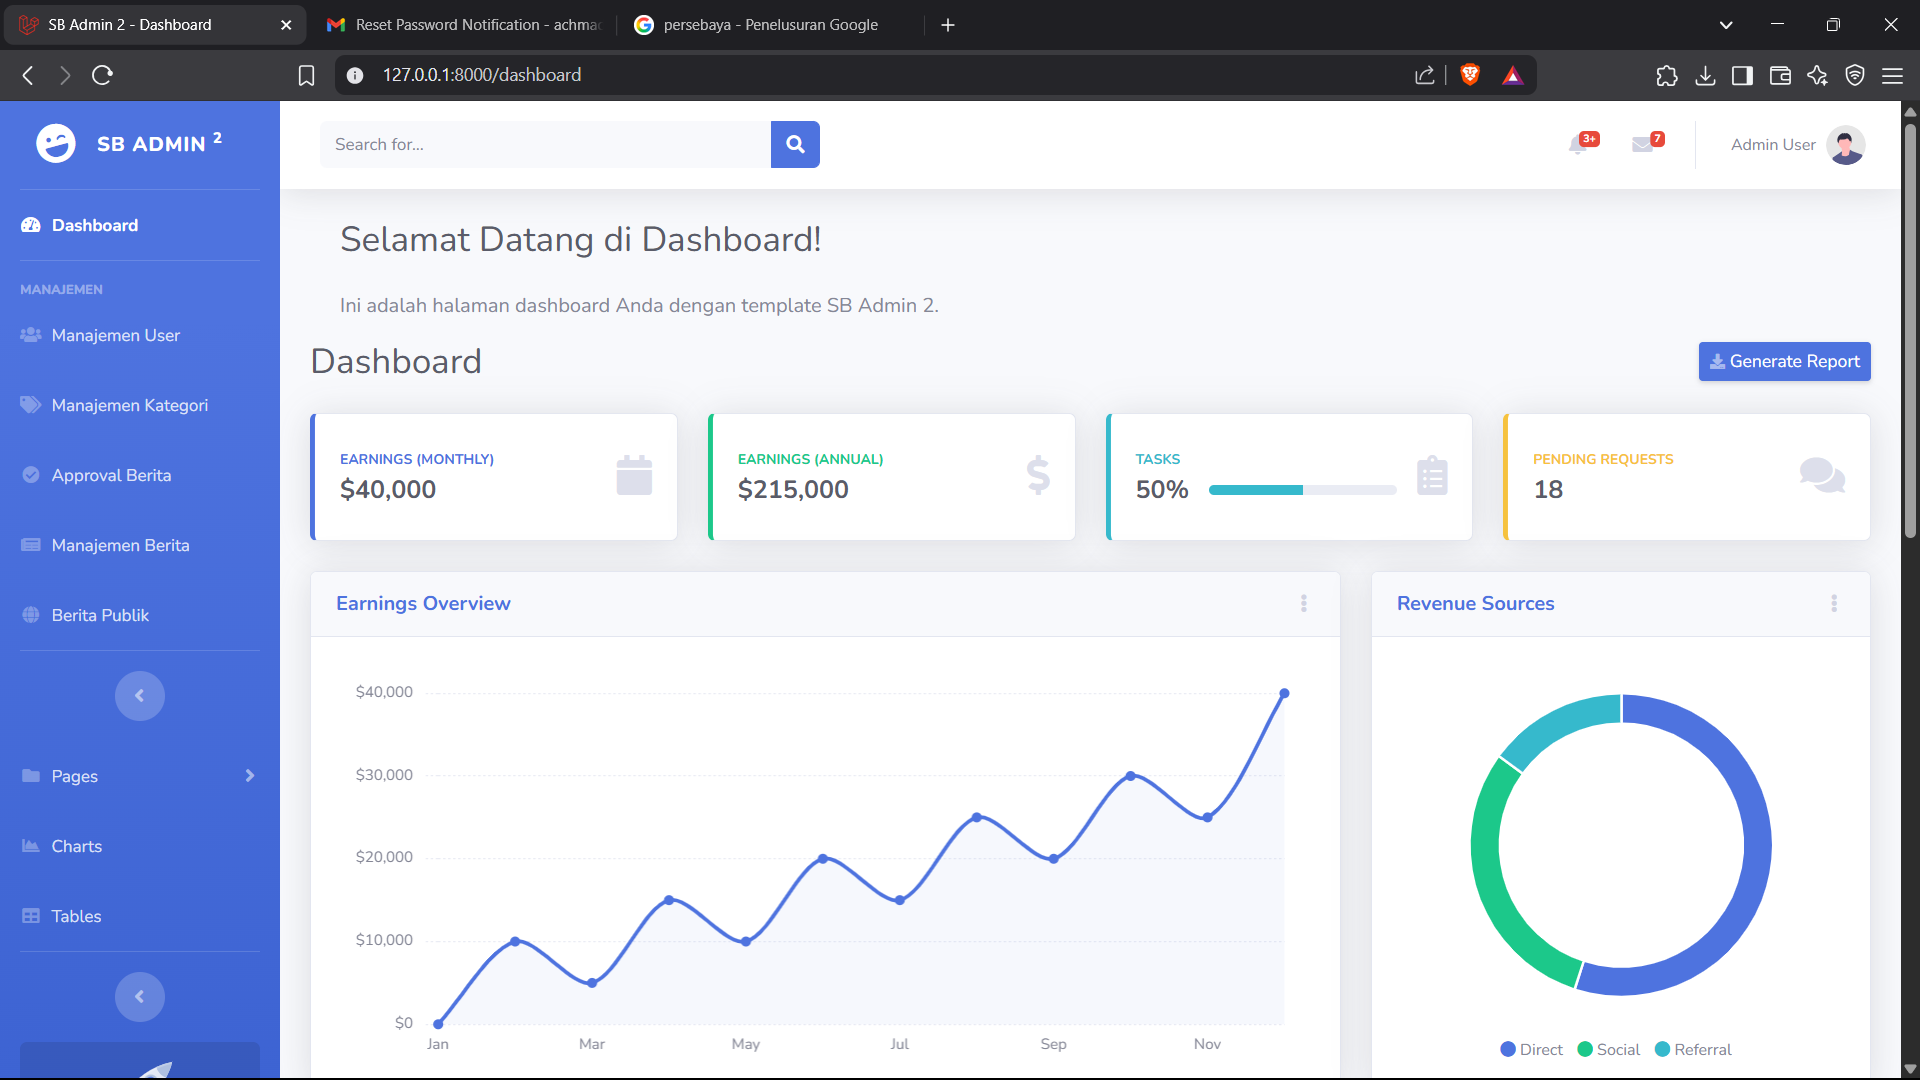 SB Admin 2 - Dashboard
Reset Password Notification - achmad
persebaya - Penelusuran Google
127.0.0.1:8000/dashboard
SB ADMIN 2
Search for...
3+
7
Admin User
Dashboard
MANAJEMEN
Manajemen User
Manajemen Kategori
Approval Berita
Manajemen Berita
Berita Publik
Pages
Charts
Tables
Selamat Datang di Dashboard!
Ini adalah halaman dashboard Anda dengan template SB Admin 2.
Dashboard
Generate Report
EARNINGS (MONTHLY)
$40,000
EARNINGS (ANNUAL)
$215,000
TASKS
50%
PENDING REQUESTS
18
Earnings Overview
$40,000
$30,000
$20,000
$10,000
$0
Jan Mar May Jul Sep Nov
Revenue Sources
Direct Social Referral